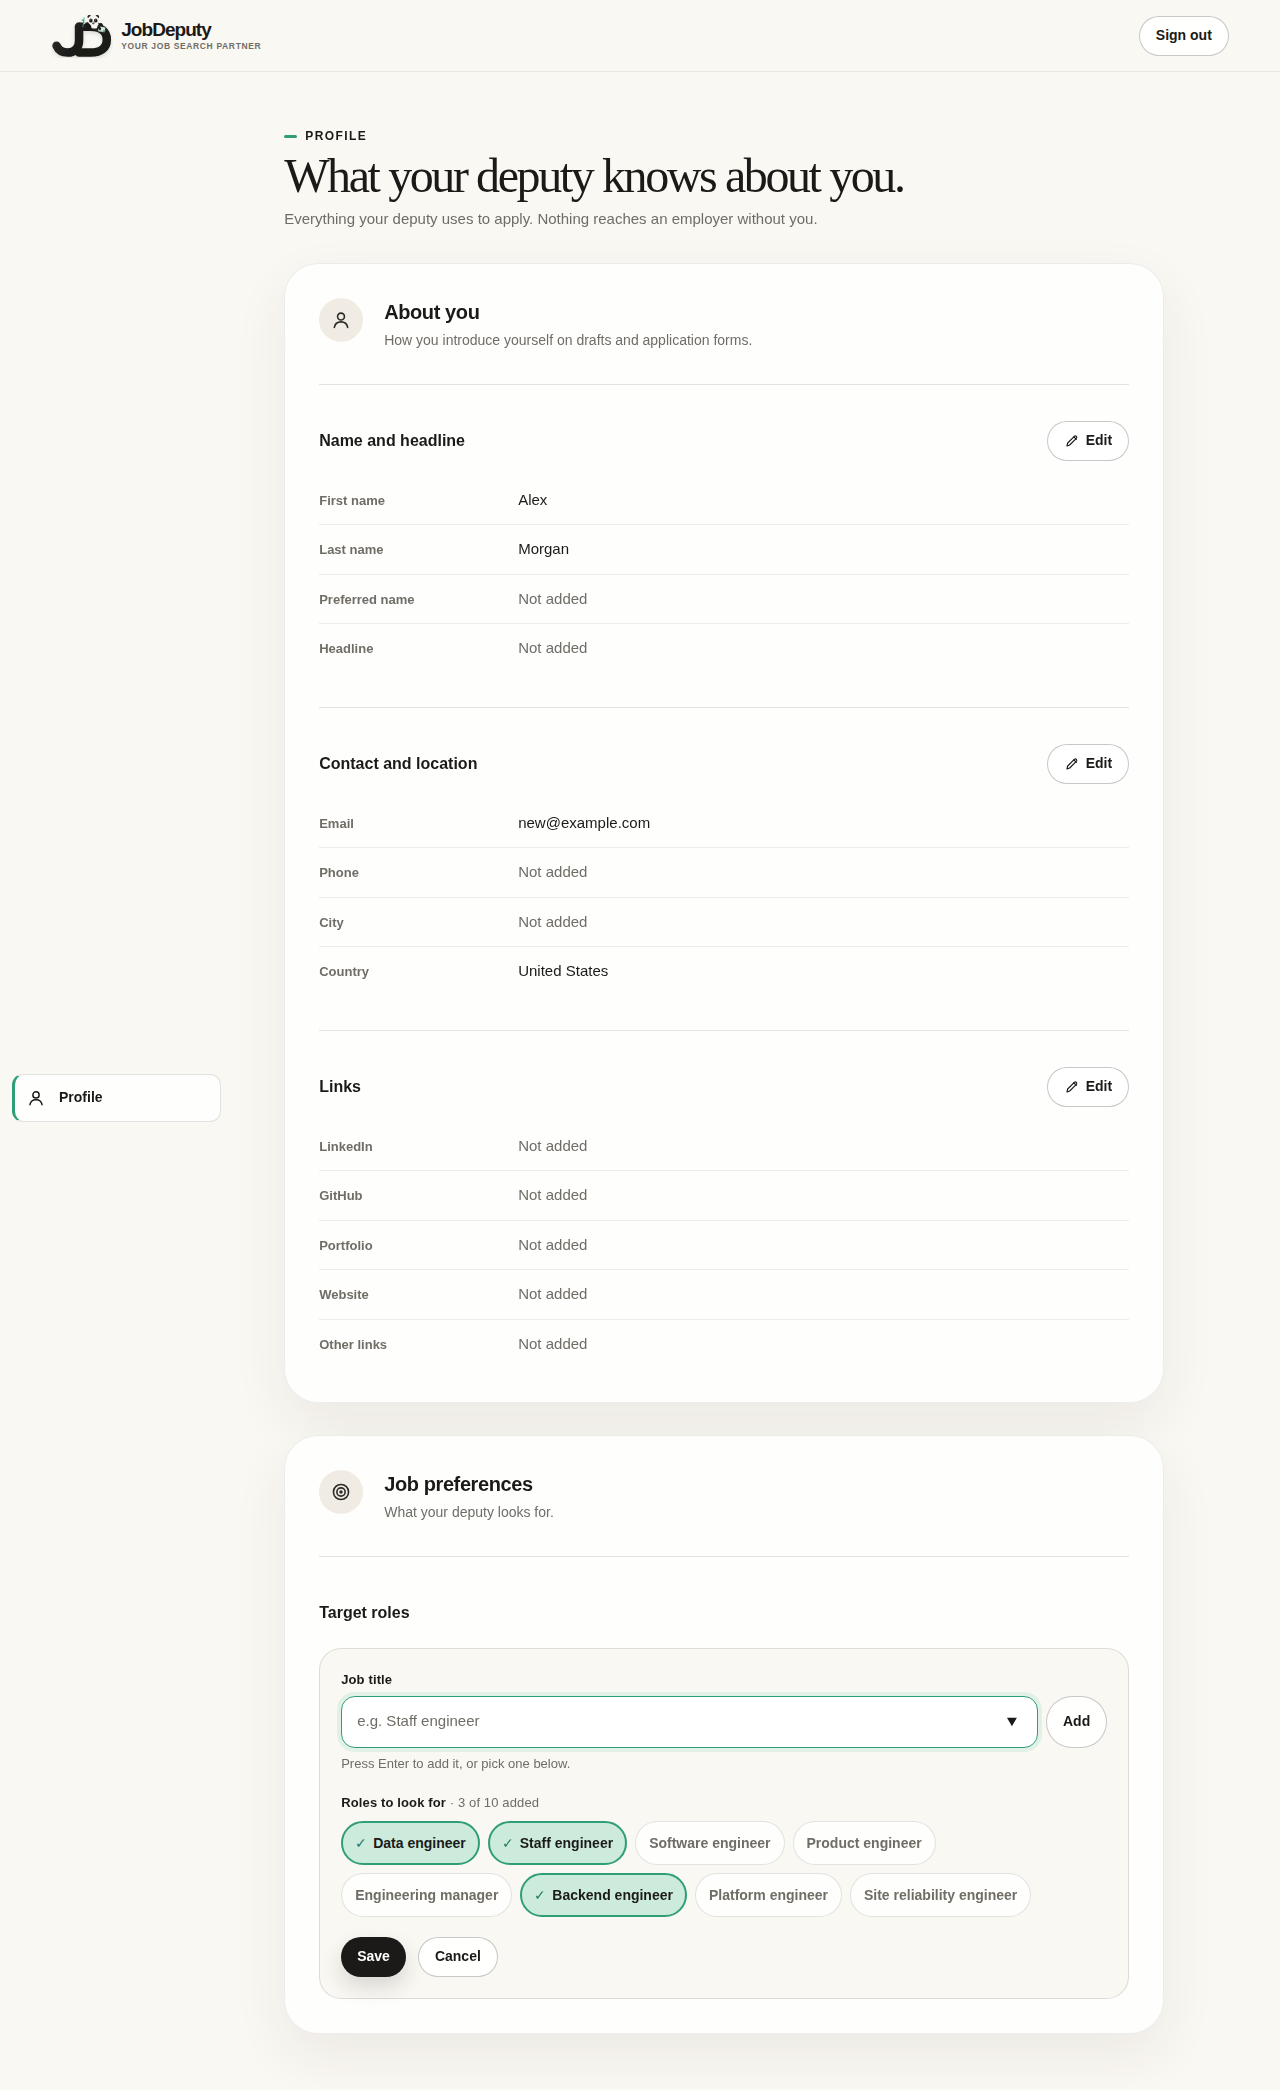 JobDeputy
YOUR JOB SEARCH PARTNER
Sign out
PROFILE
What your deputy knows about you.
Everything your deputy uses to apply. Nothing reaches an employer without you.
About you
How you introduce yourself on drafts and application forms.
Name and headline
Edit
First name Alex
Last name Morgan
Preferred name Not added
Headline Not added
Contact and location
Edit
Email new@example.com
Phone Not added
City Not added
Country United States
Profile
Links
Edit
LinkedIn Not added
GitHub Not added
Portfolio Not added
Website Not added
Other links Not added
Job preferences
What your deputy looks for.
Target roles
Job title
e.g. Staff engineer
Add
Press Enter to add it, or pick one below.
Roles to look for · 3 of 10 added
✓ Data engineer ✓ Staff engineer Software engineer Product engineer
Engineering manager ✓ Backend engineer Platform engineer Site reliability engineer
Save Cancel